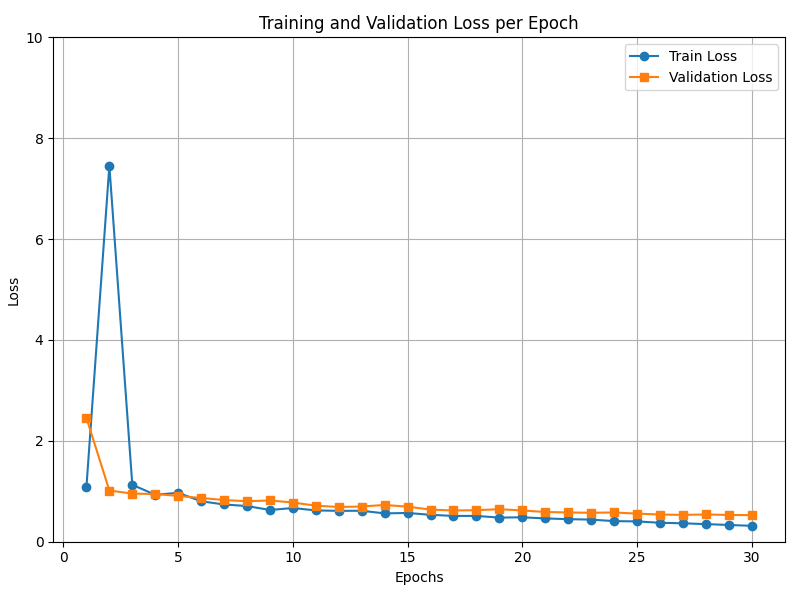 Training and Validation Loss per Epoch
10
8
6
4
2
0
Loss
Train Loss
Validation Loss
0 5 10 15 20 25 30
Epochs